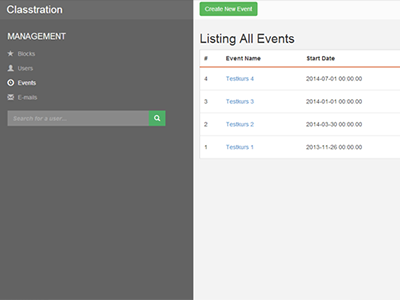 Classtration
MANAGEMENT
Blocks
Users
Events
E-mails
Search for a user...
Create New Event
Listing All Events
# Event Name Start Date
4 Testkurs 4 2014-07-01 00:00:00
3 Testkurs 3 2014-01-01 00:00:00
2 Testkurs 2 2014-03-30 00:00:00
1 Testkurs 1 2013-11-26 00:00:00